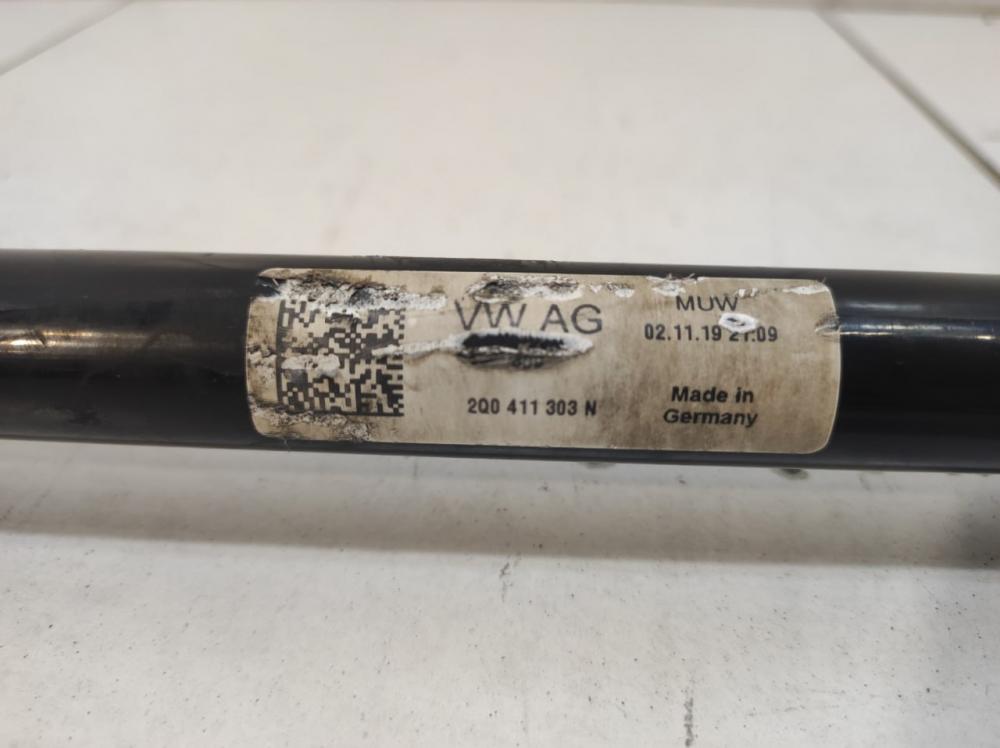 VW AG
2Q0 411 303 N
MUW
02.11.19 21:09
Made in
Germany